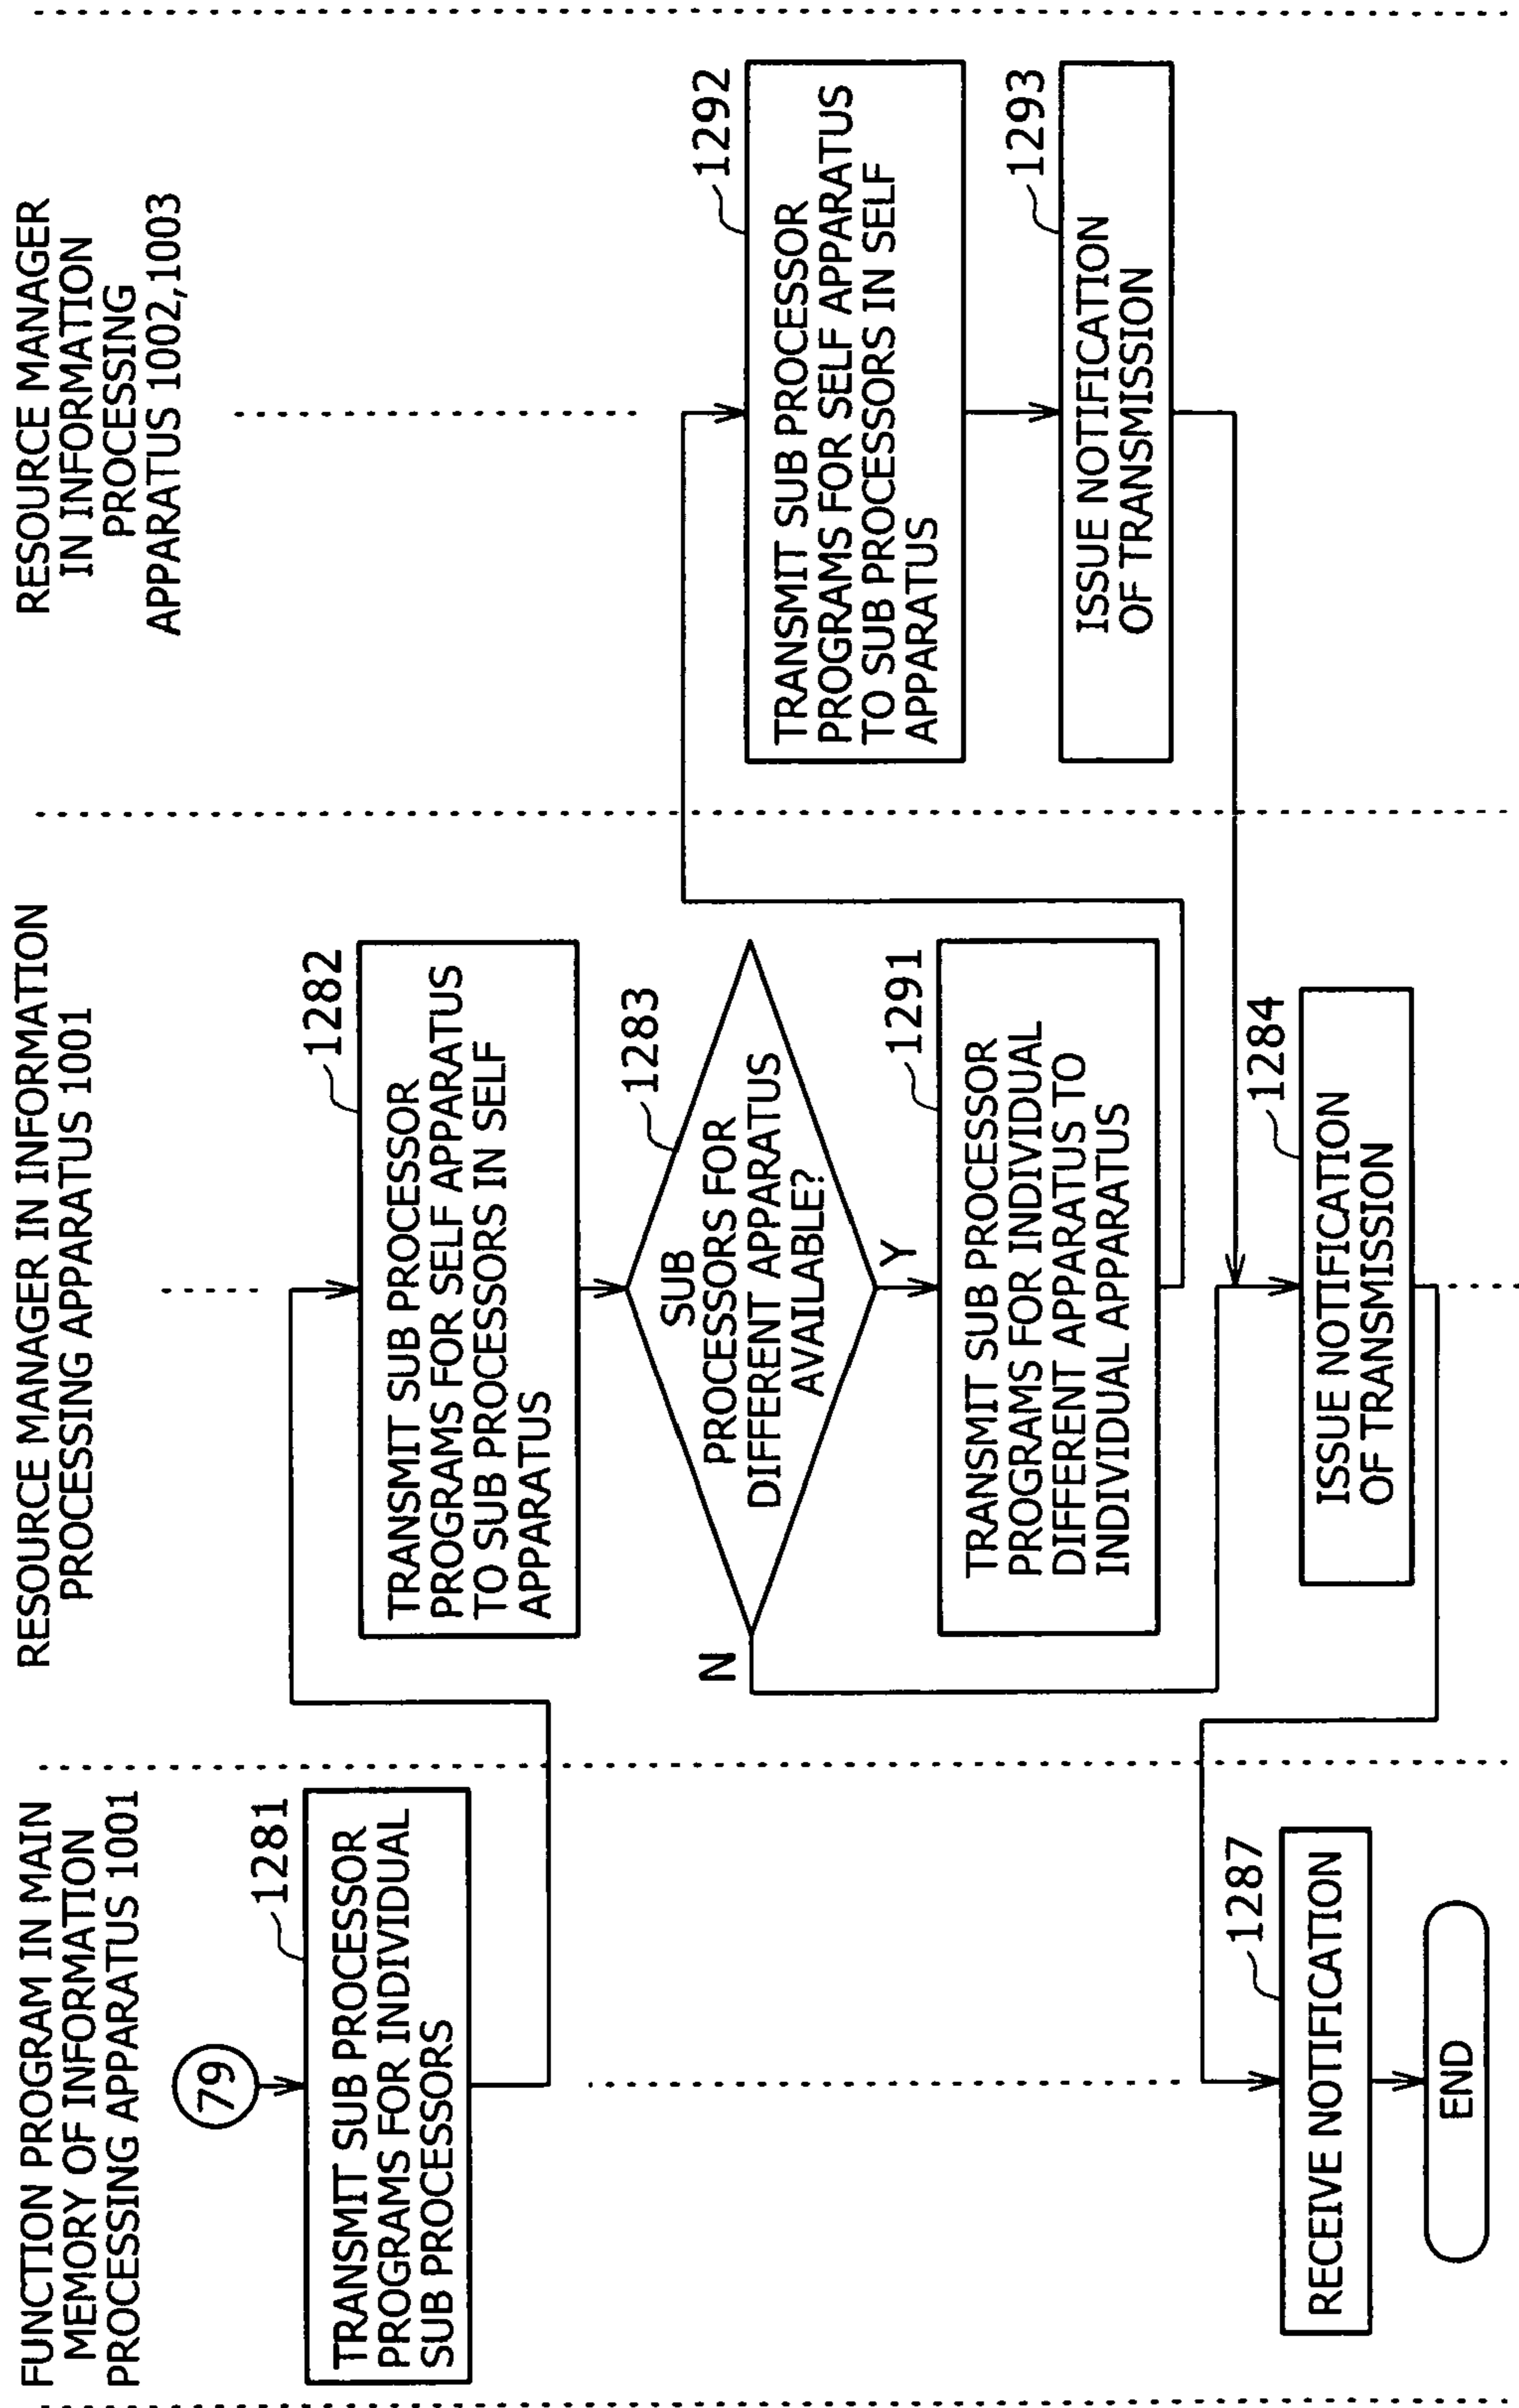 FUNCTION PROGRAM IN MAIN
MEMORY OF INFORMATION
PROCESSING APPARATUS 1001
79
1281
TRANSMIT SUB PROCESSOR
PROGRAMS FOR INDIVIDUAL
SUB PROCESSORS
1287
RECEIVE NOTIFICATION
END
RESOURCE MANAGER IN INFORMATION
PROCESSING APPARATUS 1001
1282
TRANSMIT SUB PROCESSOR
PROGRAMS FOR SELF APPARATUS
TO SUB PROCESSORS IN SELF
APPARATUS
1283
SUB
PROCESSORS FOR
DIFFERENT APPARATUS
AVAILABLE?
N
Y
1291
TRANSMIT SUB PROCESSOR
PROGRAMS FOR INDIVIDUAL
DIFFERENT APPARATUS TO
INDIVIDUAL APPARATUS
1284
ISSUE NOTIFICATION
OF TRANSMISSION
RESOURCE MANAGER
IN INFORMATION
PROCESSING
APPARATUS 1002,1003
1292
TRANSMIT SUB PROCESSOR
PROGRAMS FOR SELF APPARATUS
TO SUB PROCESSORS IN SELF
APPARATUS
1293
ISSUE NOTIFICATION
OF TRANSMISSION